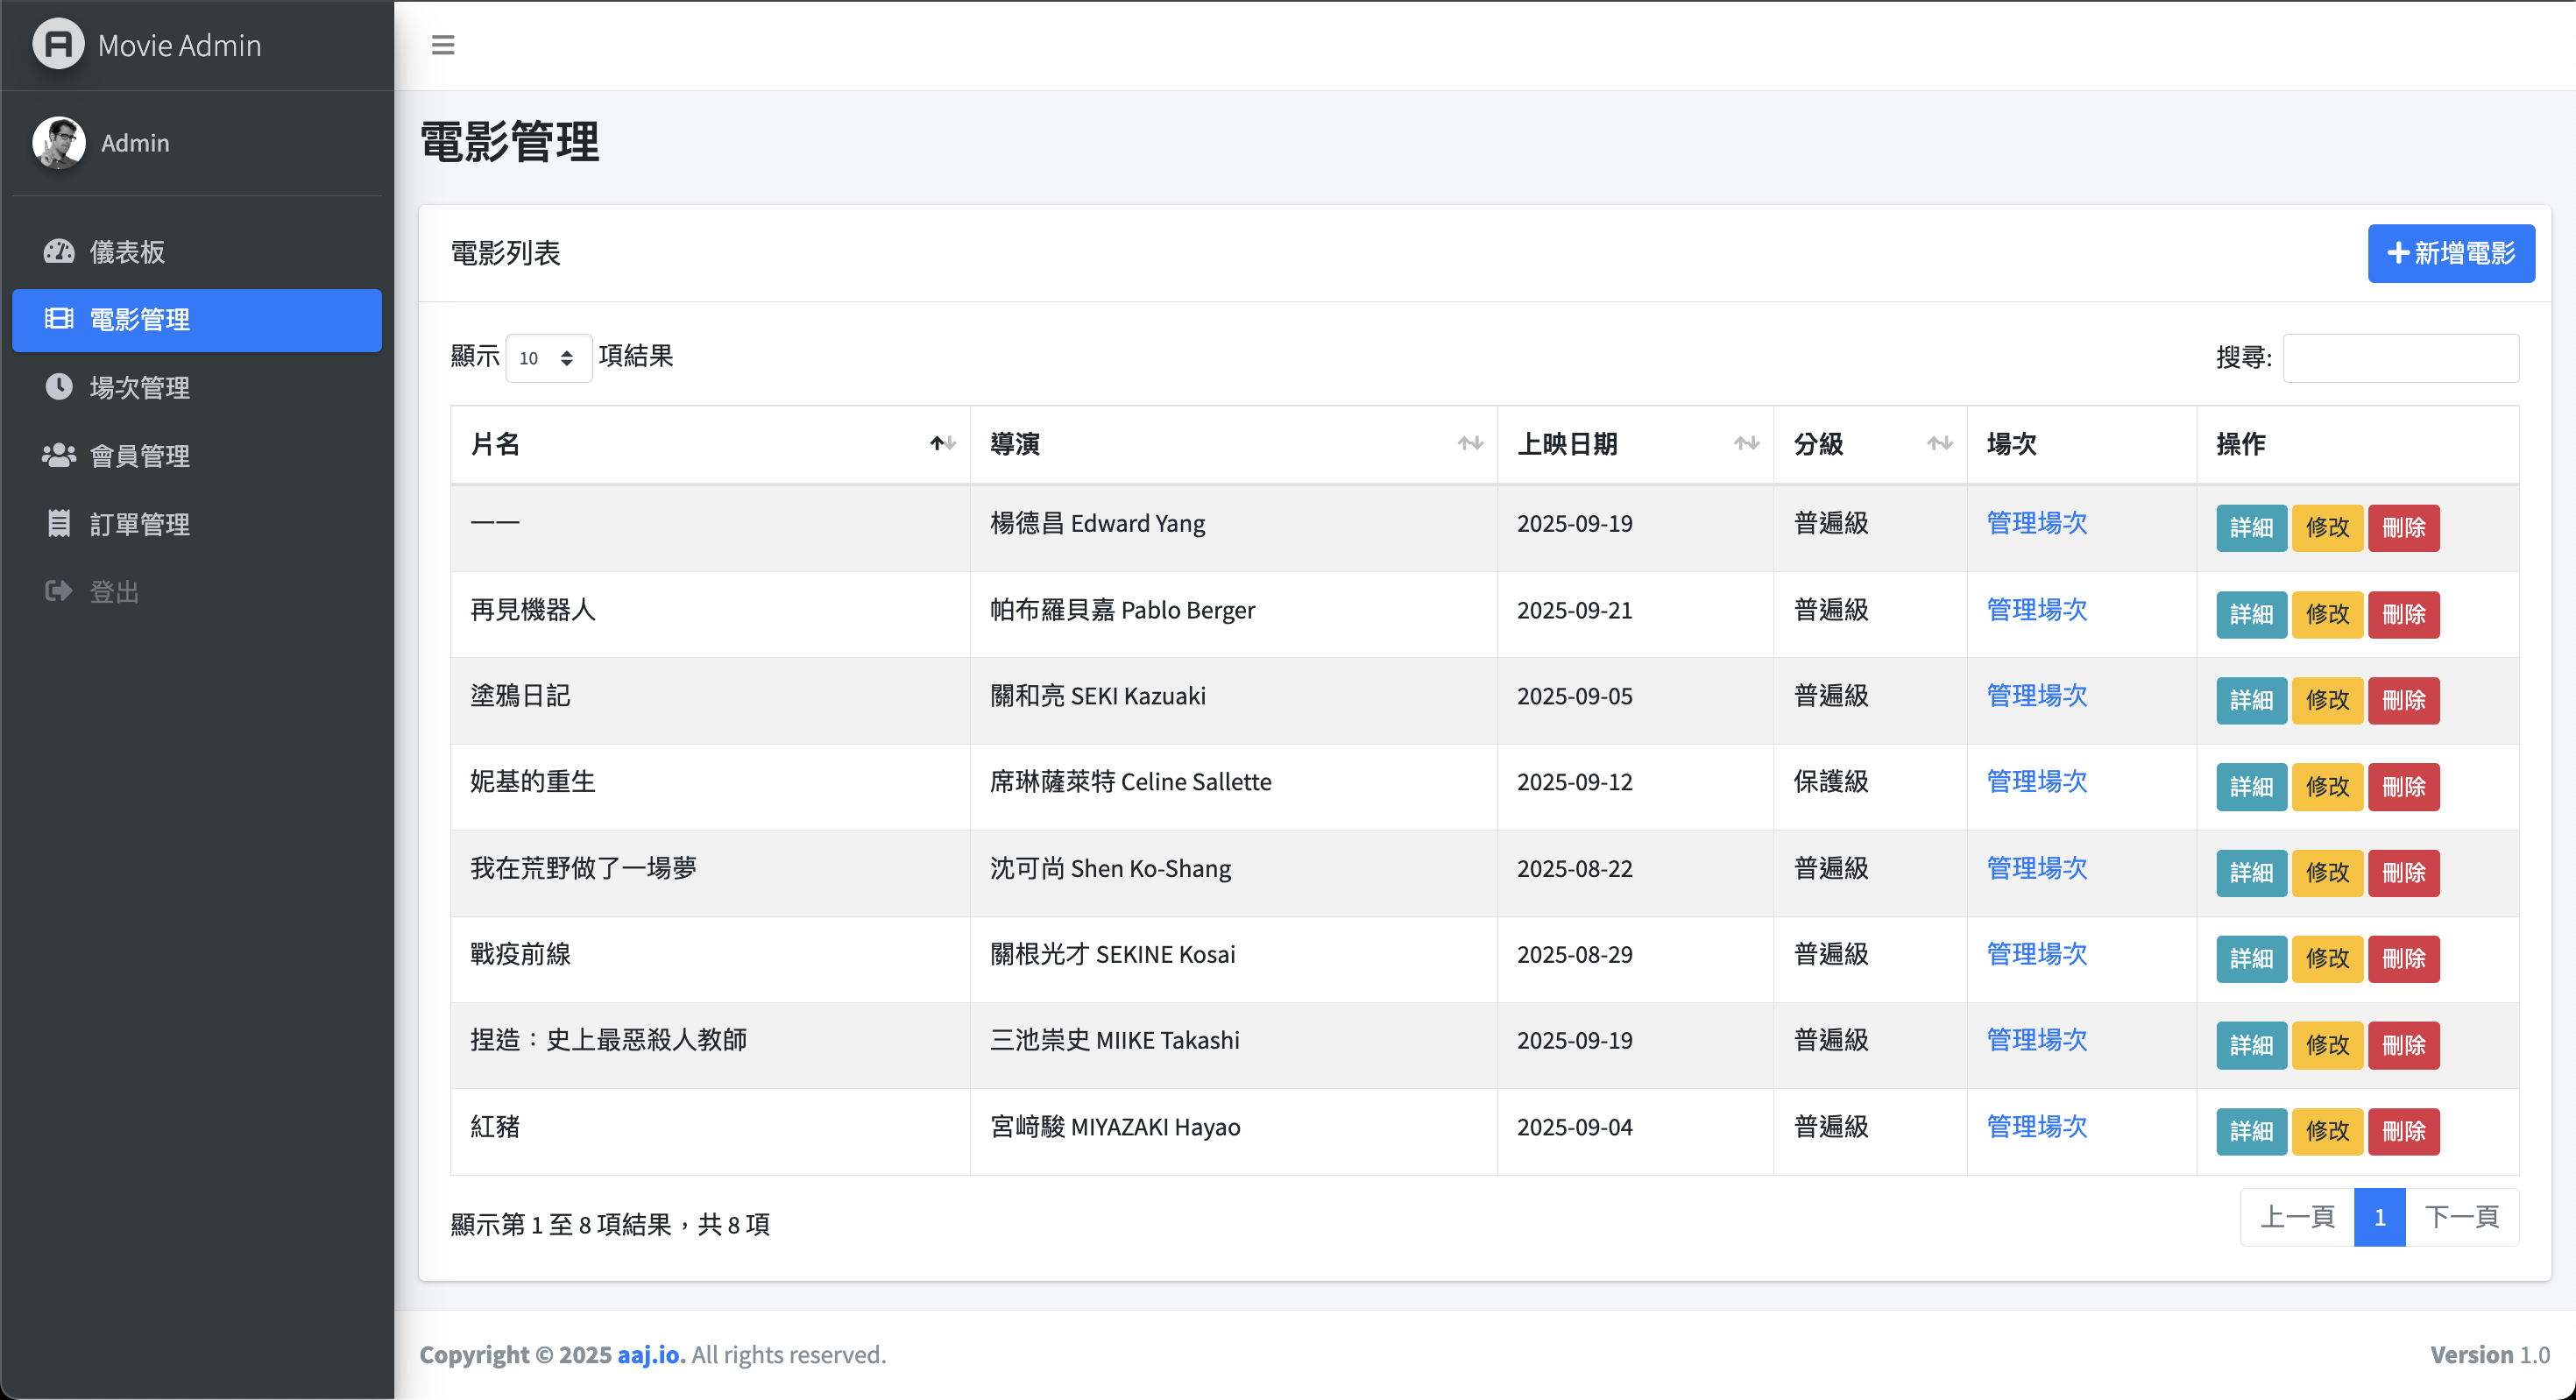 Movie Admin
Admin
儀表板
電影管理
場次管理
會員管理
訂單管理
登出
電影管理
電影列表
新增電影
顯示 10 項結果
搜尋:
片名 導演 上映日期 分級 場次 操作
一一 楊德昌 Edward Yang 2025-09-19 普遍級 管理場次 詳細 修改 刪除
再見機器人 帕布羅貝嘉 Pablo Berger 2025-09-21 普遍級 管理場次 詳細 修改 刪除
塗鴉日記 關和亮 SEKI Kazuaki 2025-09-05 普遍級 管理場次 詳細 修改 刪除
妮基的重生 席琳薩萊特 Celine Sallette 2025-09-12 保護級 管理場次 詳細 修改 刪除
我在荒野做了一場夢 沈可尚 Shen Ko-Shang 2025-08-22 普遍級 管理場次 詳細 修改 刪除
戰疫前線 關根光才 SEKINE Kosai 2025-08-29 普遍級 管理場次 詳細 修改 刪除
捏造：史上最惡殺人教師 三池崇史 MIIKE Takashi 2025-09-19 普遍級 管理場次 詳細 修改 刪除
紅豬 宮﨑駿 MIYAZAKI Hayao 2025-09-04 普遍級 管理場次 詳細 修改 刪除
顯示第 1 至 8 項結果，共 8 項
上一頁 1 下一頁
Copyright © 2025 aaj.io. All rights reserved.
Version 1.0